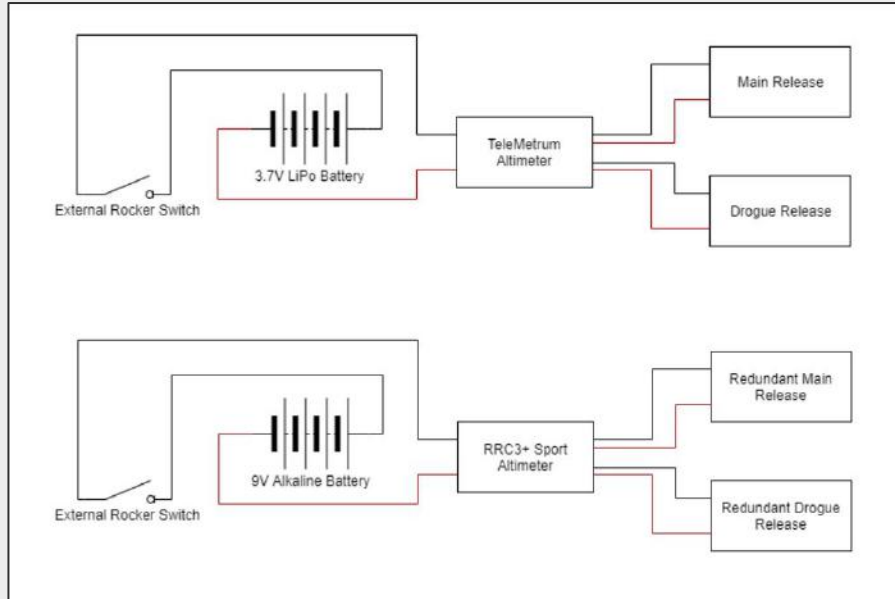 Main Release
TeleMetrum
Altimeter
3.7V LiPo Battery
External Rocker Switch
Drogue Release
Redundant Main
Release
RRC3+ Sport
Altimeter
9V Alkaline Battery
External Rocker Switch
Redundant Drogue
Release